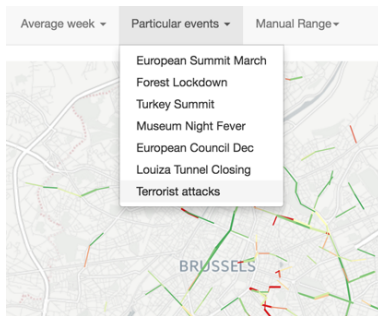 Average week Particular events Manual Range
European Summit March
Forest Lockdown
Turkey Summit
Museum Night Fever
European Council Dec
Louiza Tunnel Closing
Terrorist attacks
BRUSSELS